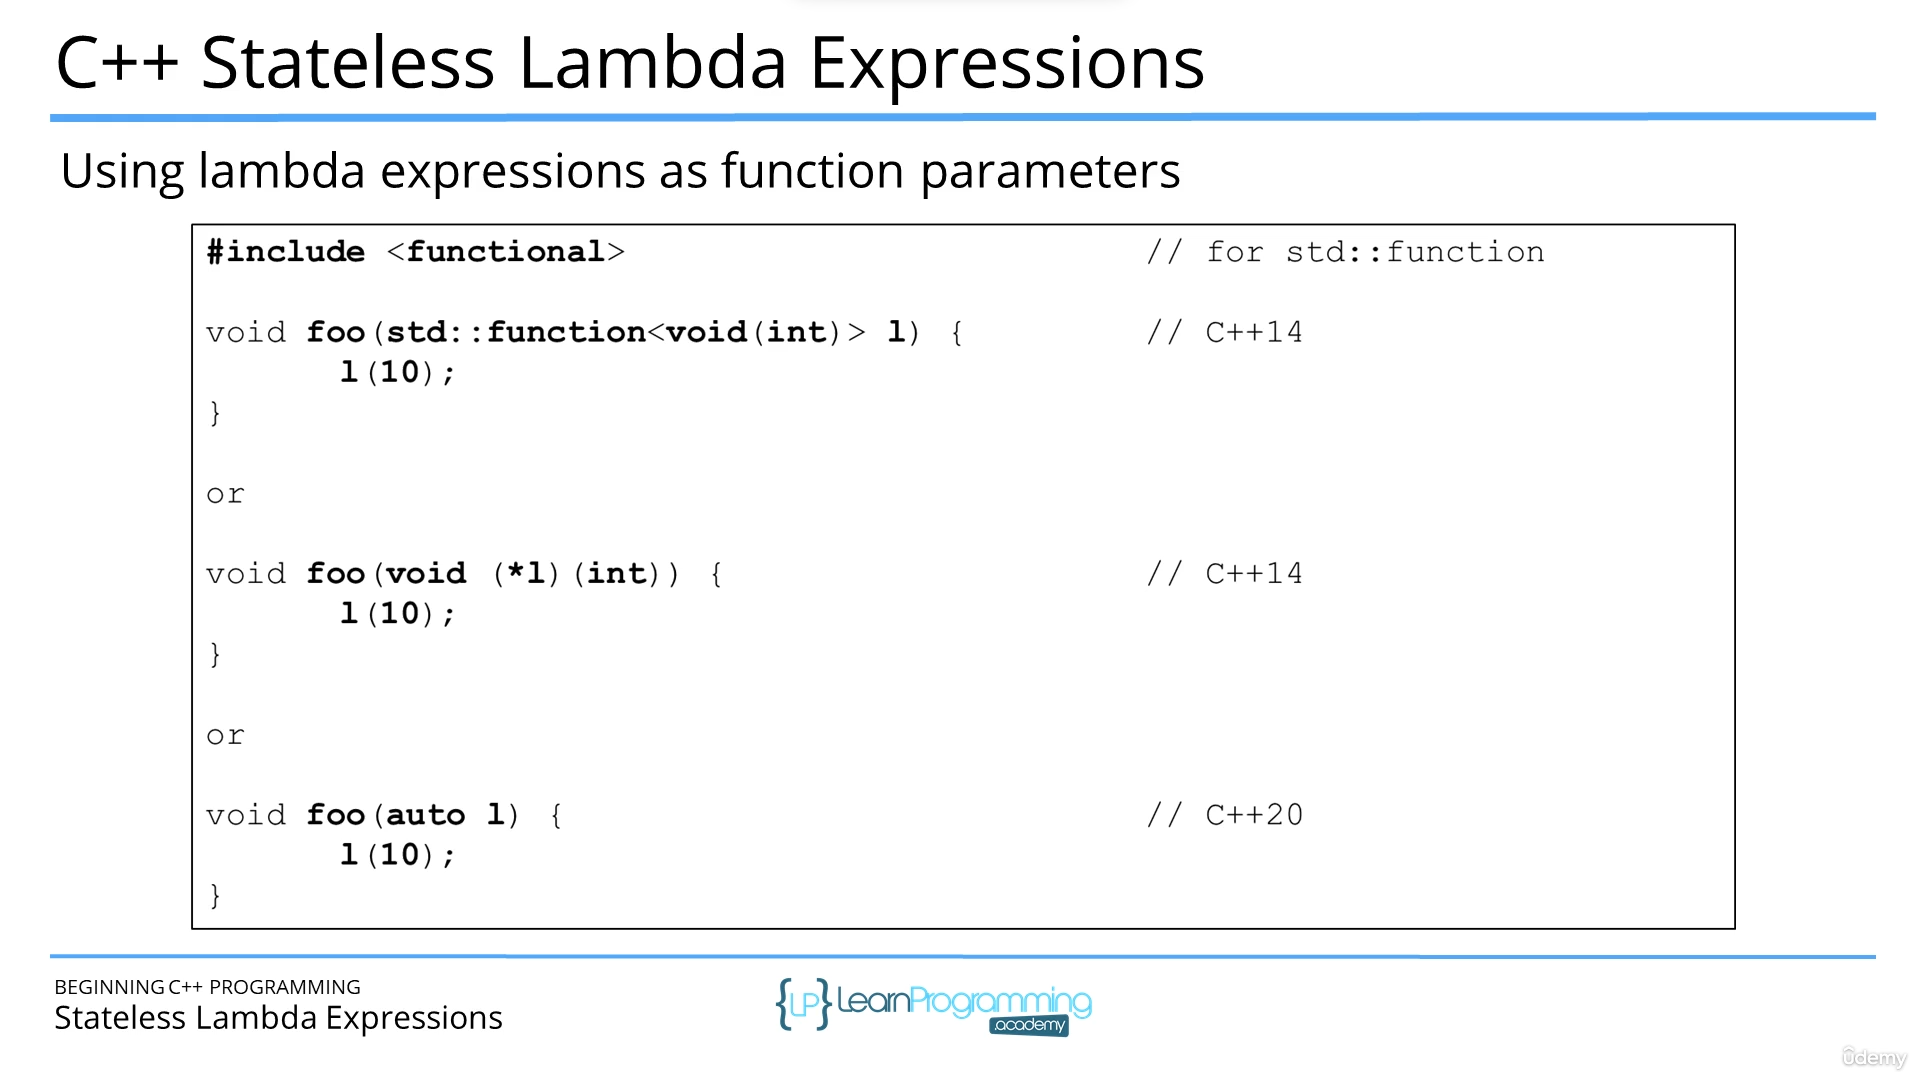 C++ Stateless Lambda Expressions
Using lambda expressions as function parameters
#include <functional> // for std::function
void foo(std::function<void(int)> l) { // C++14
l(10);
}
or
void foo(void (*l)(int)) { // C++14
l(10);
}
or
void foo(auto l) { // C++20
l(10);
}
BEGINNING C++ PROGRAMMING
Stateless Lambda Expressions
{LP} LearnProgramming
.academy
ûdemy